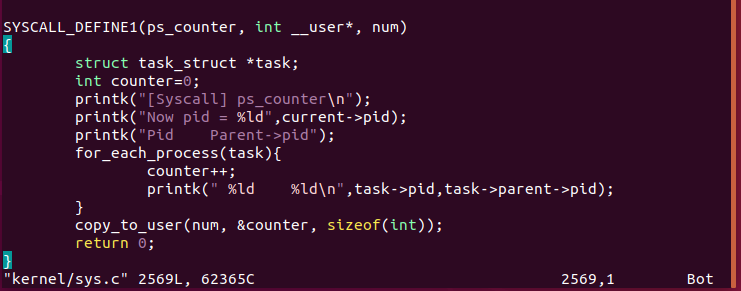 SYSCALL_DEFINE1(ps_counter, int __user*, num)
{
        struct task_struct *task;
        int counter=0;
        printk("[Syscall] ps_counter\n");
        printk("Now pid = %ld",current->pid);
        printk("Pid    Parent->pid");
        for_each_process(task){
                counter++;
                printk(" %ld    %ld\n",task->pid,task->parent->pid);
        }
        copy_to_user(num, &counter, sizeof(int));
        return 0;
}
"kernel/sys.c" 2569L, 62365C 2569,1 Bot